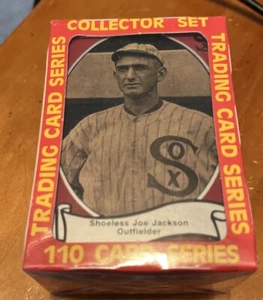 COLLECTOR SET
TRADING CARD SERIES
TRADING CARD SERIES
SOX
Shoeless Joe Jackson
Outfielder
110 CARD SERIES